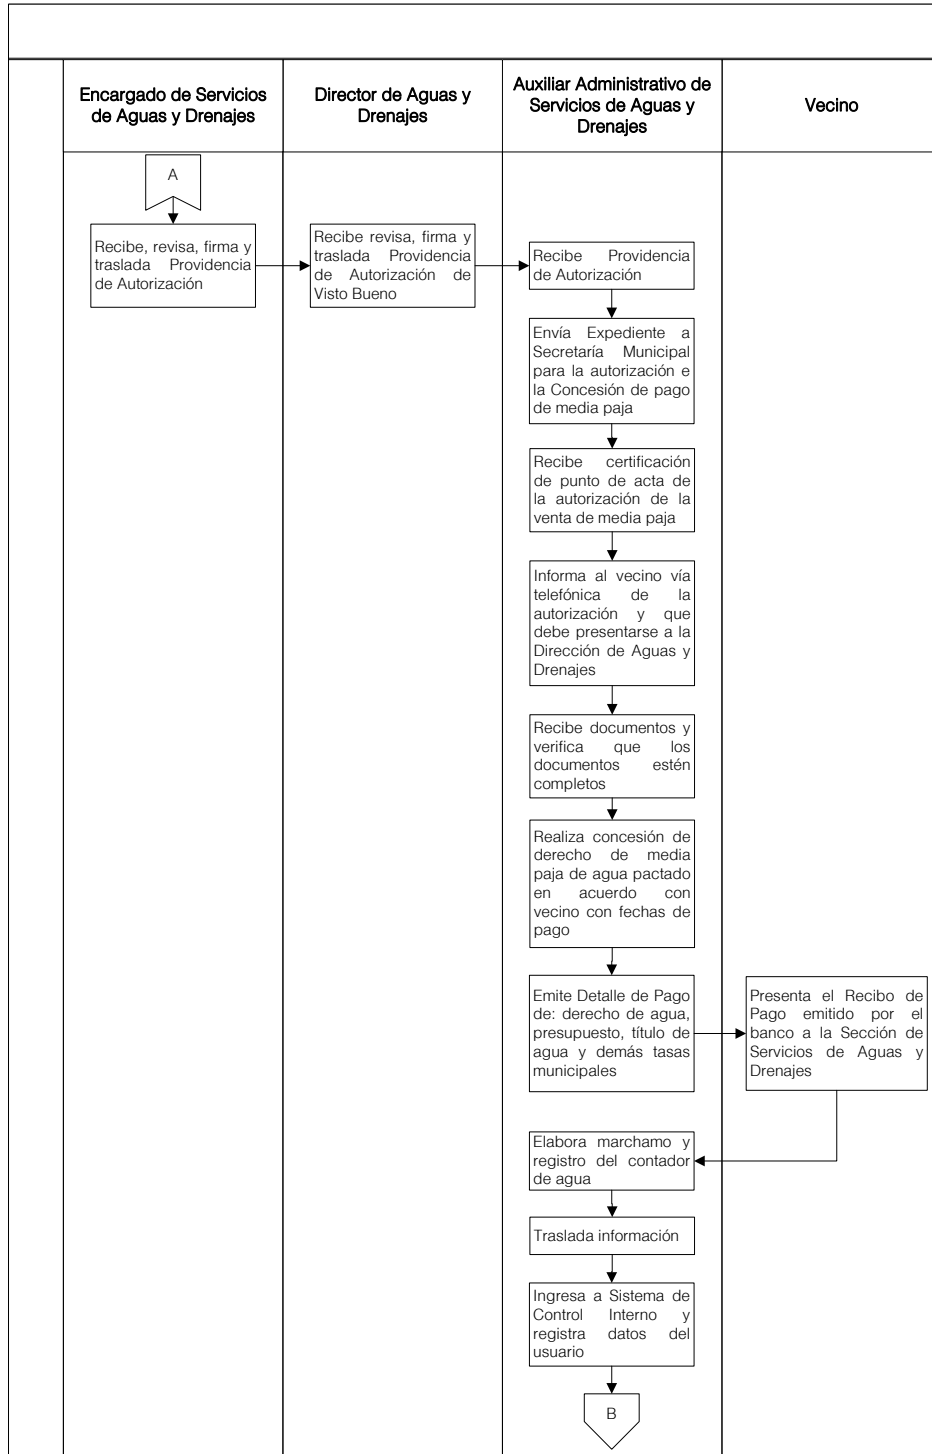 Encargado de Servicios
de Aguas y Drenajes
Director de Aguas y
Drenajes
Auxiliar Administrativo de
Servicios de Aguas y
Drenajes
Vecino
A
Recibe, revisa, firma y
traslada Providencia
de Autorización
Recibe revisa, firma y
traslada Providencia
de Autorización de
Visto Bueno
Recibe Providencia
de Autorización
Envía Expediente a
Secretaría Municipal
para la autorización e
la Concesión de pago
de media paja
Recibe certificación
de punto de acta de
la autorización de la
venta de media paja
Informa al vecino vía
telefónica de la
autorización y que
debe presentarse a la
Dirección de Aguas y
Drenajes
Recibe documentos y
verifica que los
documentos estén
completos
Realiza concesión de
derecho de media
paja de agua pactado
en acuerdo con
vecino con fechas de
pago
Emite Detalle de Pago
de: derecho de agua,
presupuesto, título de
agua y demás tasas
municipales
Presenta el Recibo de
Pago emitido por el
banco a la Sección de
Servicios de Aguas y
Drenajes
Elabora marchamo y
registro del contador
de agua
Traslada información
Ingresa a Sistema de
Control Interno y
registra datos del
usuario
B